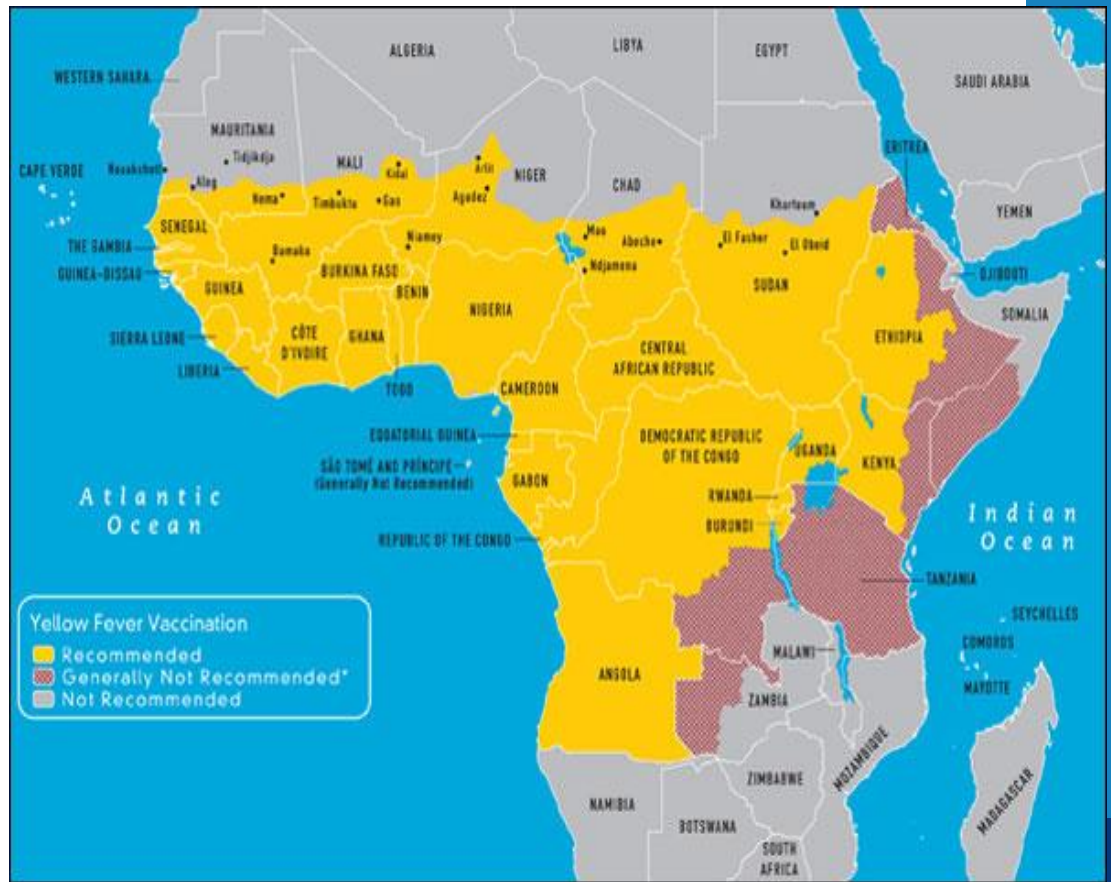 ALGERIA
LIBYA
EGYPT
WESTERN SAHARA
SAUDI ARABIA
MAURITANIA
Tidjikdja
MALI
ERITREA
CAPE VERDE
Nouakchott
Aleg
Kidal
Arlit
NIGER
CHAD
Nema
Timbuktu
Gao
Agadez
Khartoum
YEMEN
SENEGAL
THE GAMBIA
Niamey
Mao
Abeche
El Fasher
El Obeid
GUINEA-BISSAU
Bamako
BURKINA FASO
Ndjamena
DJIBOUTI
GUINEA
BENIN
NIGERIA
SUDAN
SOMALIA
SIERRA LEONE
CÔTE
D'IVOIRE
GHANA
ETHIOPIA
LIBERIA
CENTRAL
AFRICAN REPUBLIC
TOGO
CAMEROON
EQUATORIAL GUINEA
DEMOCRATIC REPUBLIC
OF THE CONGO
UGANDA
KENYA
SÃO TOMÉ AND PRÍNCIPE
(Generally Not Recommended)
GABON
Atlantic
Ocean
RWANDA
BURUNDI
Indian
Ocean
REPUBLIC OF THE CONGO
TANZANIA
SEYCHELLES
Yellow Fever Vaccination
Recommended
Generally Not Recommended*
Not Recommended
COMOROS
MAYOTTE
MALAWI
ANGOLA
ZAMBIA
MOZAMBIQUE
ZIMBABWE
MADAGASCAR
NAMIBIA
BOTSWANA
SOUTH
AFRICA